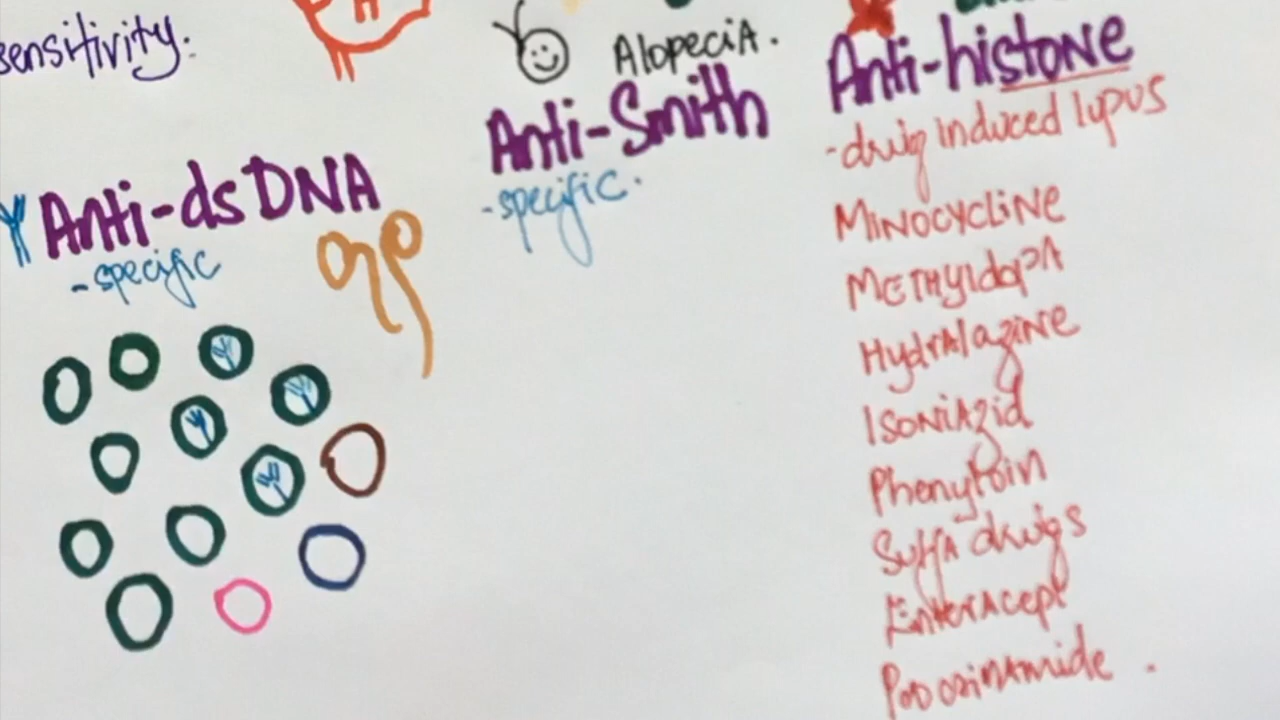 sensitivity.
Alopecia.
Anti-dsDNA
-specific
Anti-Smith
-specific.
Anti-histone
-drug induced lupus
Minocycline
Methyldopa
Hydralazine
Isoniazid
Phenytoin
Sulfa drugs